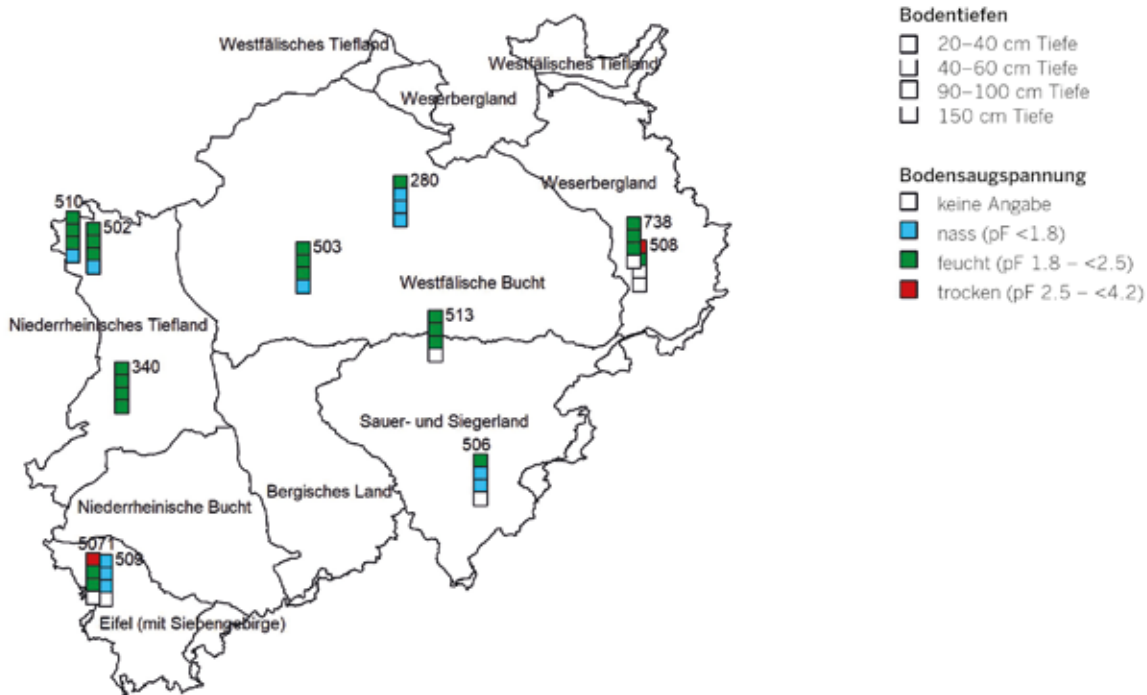 Westfälisches Tiefland
Westfälisches Tiefland
Weserbergland
Weserbergland
280
510
502
738
508
503
Westfälische Bucht
513
Niederrheinisches Tiefland
340
Sauer- und Siegerland
506
Bergisches Land
Niederrheinische Bucht
5071
509
Eifel (mit Siebengebirge)
Bodentiefen
20–40 cm Tiefe
40–60 cm Tiefe
90–100 cm Tiefe
150 cm Tiefe
Bodensaugspannung
keine Angabe
nass (pF <1.8)
feucht (pF 1.8 – <2.5)
trocken (pF 2.5 – <4.2)